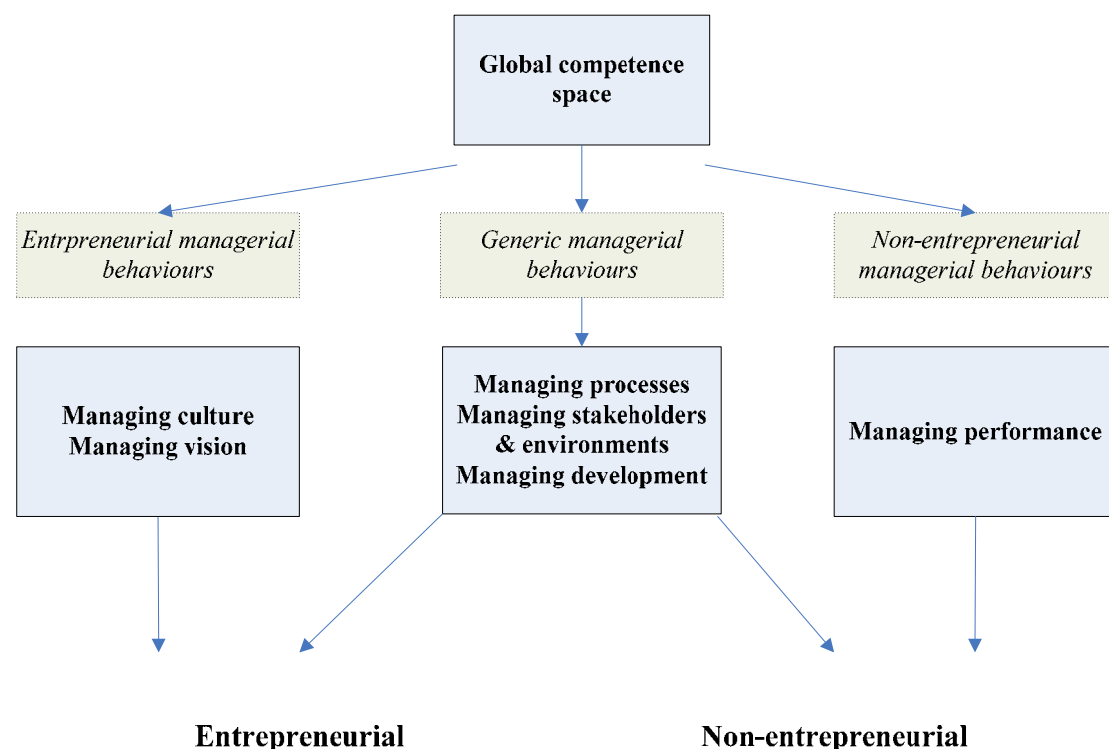 Global competence
space
Entrpreneurial managerial
behaviours
Generic managerial
behaviours
Non-entrepreneurial
managerial behaviours
Managing culture
Managing vision
Managing processes
Managing stakeholders
& environments
Managing development
Managing performance
Entrepreneurial
Non-entrepreneurial